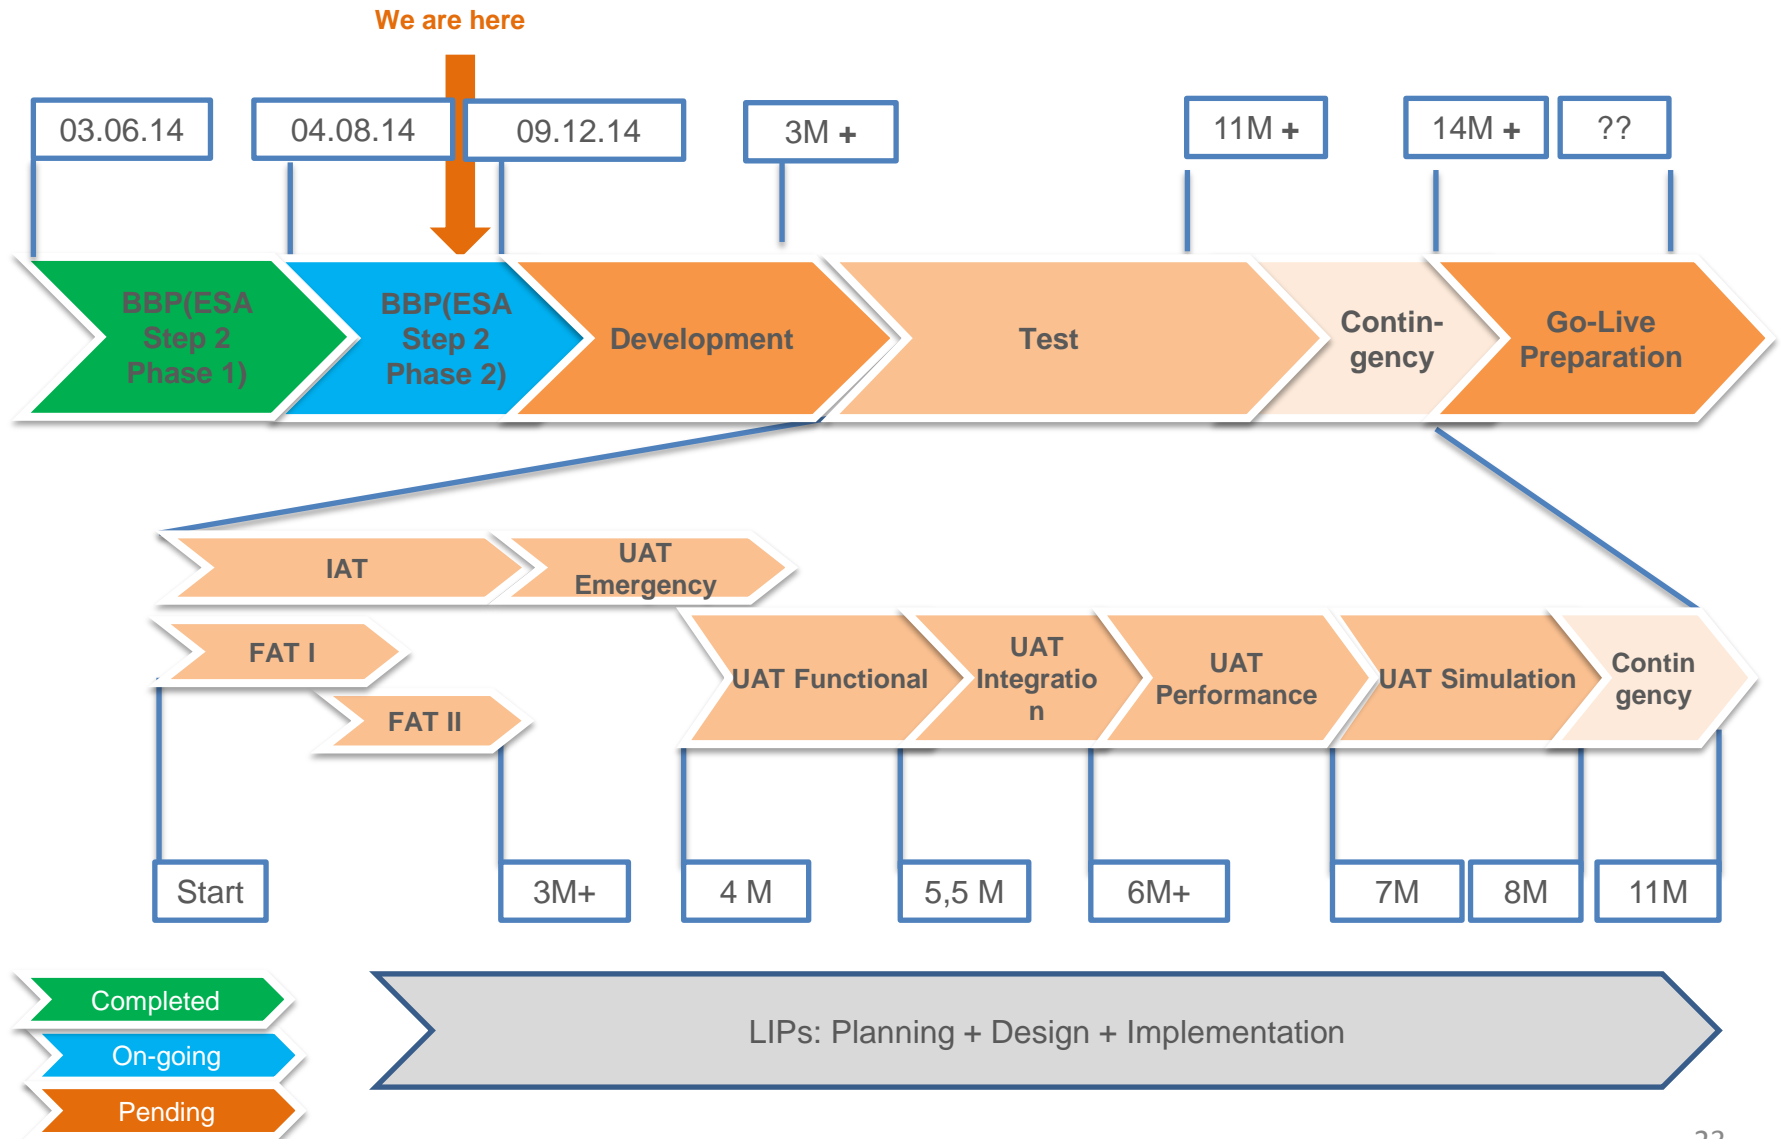 We are here
03.06.14
04.08.14
09.12.14
3M +
11M +
14M +
??
BBP(ESA
Step 2
Phase 1)
BBP(ESA
Step 2
Phase 2)
Development
Test
Contin-
gency
Go-Live
Preparation
IAT
UAT
Emergency
FAT I
FAT II
UAT Functional
UAT
Integratio
n
UAT
Performance
UAT Simulation
Contin
gency
Start
3M+
4 M
5,5 M
6M+
7M
8M
11M
Completed
On-going
Pending
LIPs: Planning + Design + Implementation